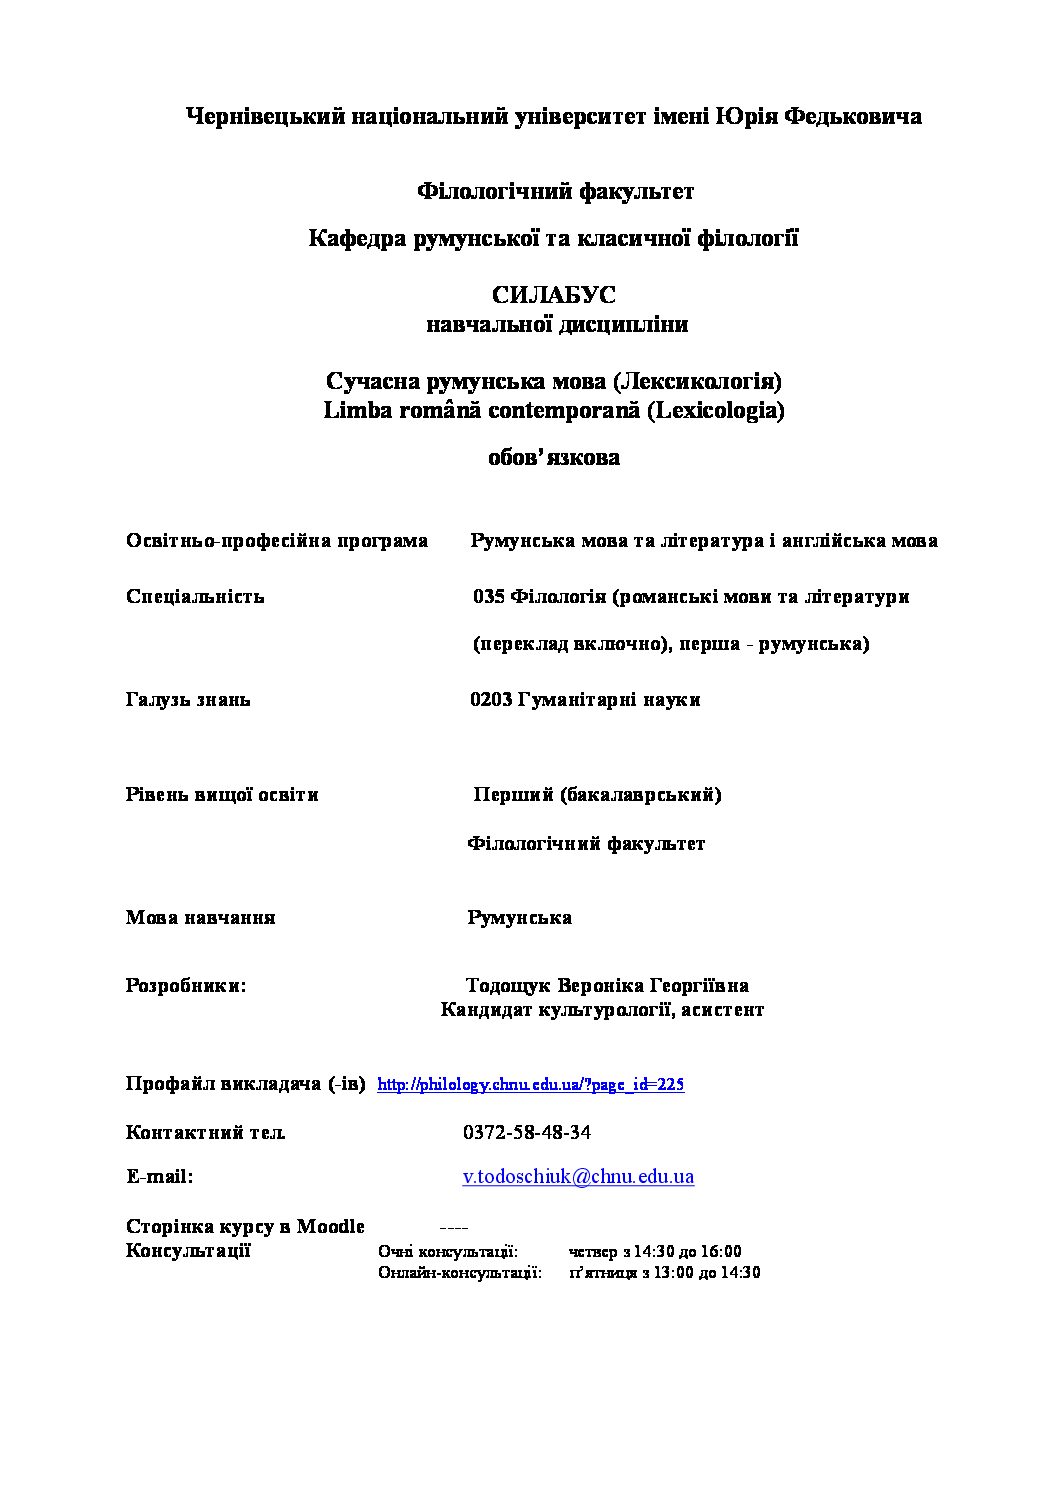 Чернівецький національний університет імені Юрія Федьковича
Філологічний факультет
Кафедра румунської та класичної філології
СИЛАБУС
навчальної дисципліни
Сучасна румунська мова (Лексикологія)
Limba română contemporană (Lexicologia)
обов’язкова
Освітньо-професійна програма Румунська мова та література і англійська мова
Спеціальність 035 Філологія (романські мови та літератури
(переклад включно), перша - румунська)
Галузь знань 0203 Гуманітарні науки
Рівень вищої освіти Перший (бакалаврський)
Філологічний факультет
Мова навчання Румунська
Розробники: Тодощук Вероніка Георгіївна
Кандидат культурології, асистент
Профайл викладача (-ів) http://philology.chnu.edu.ua/?page_id=225
Контактний тел. 0372-58-48-34
E-mail: v.todoschiuk@chnu.edu.ua
Сторінка курсу в Moodle ----
Консультації Очні консультації: четвер з 14:30 до 16:00
Онлайн-консультації: п’ятниця з 13:00 до 14:30